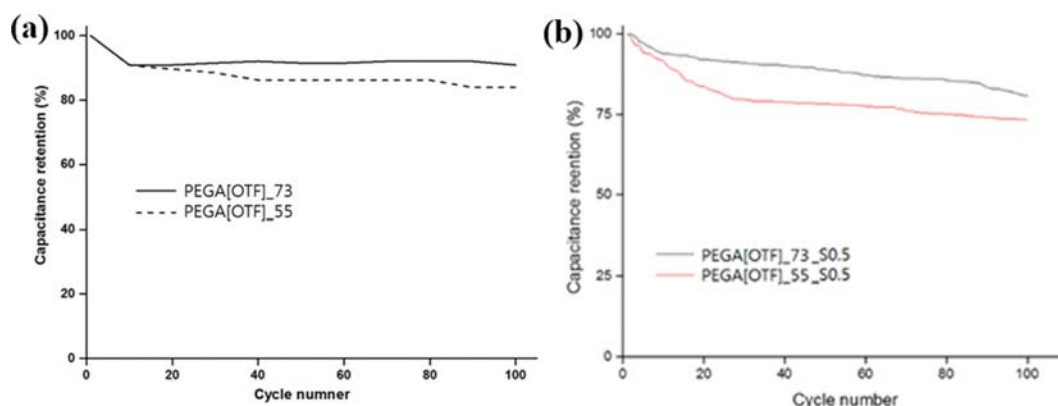 (a)
Capacitance retention (%)
100
80
60
40
20
0
PEGA[OTF]_73
PEGA[OTF]_55
0 20 40 60 80 100
Cycle numner
(b)
Capacitance reention (%)
100
75
50
25
0
PEGA[OTF]_73_S0.5
PEGA[OTF]_55_S0.5
0 20 40 60 80 100
Cycle number